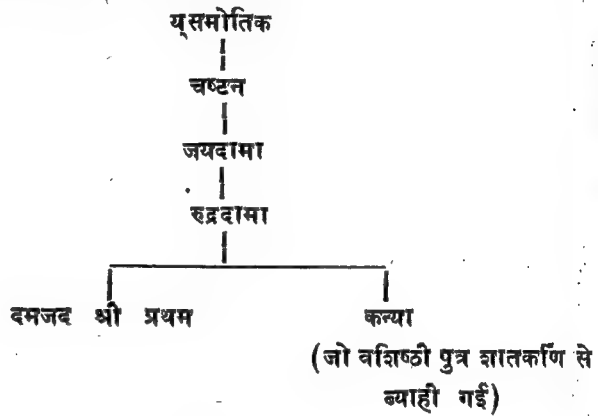 य्समोतिक
चष्टन
जयदामा
रुद्रदामा
दमजद श्री प्रथम कन्या
(जो वशिष्ठी पुत्र शातकर्णि से
ब्याही गई)